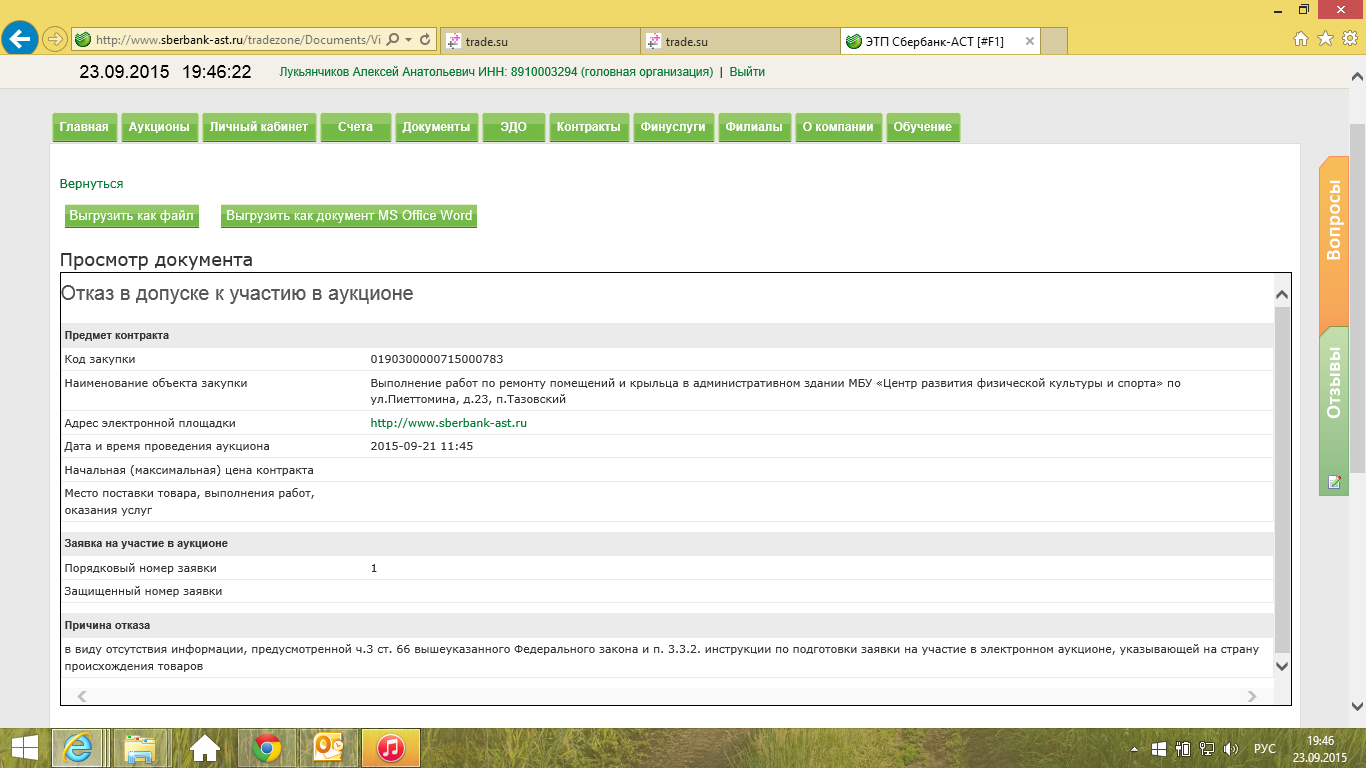 http://www.sberbank-ast.ru/tradezone/Documents/Vi
trade.su
trade.su
ЭТП Сбербанк-АСТ [#F1]
23.09.2015 19:46:22
Лукьянчиков Алексей Анатольевич ИНН: 8910003294 (головная организация) | Выйти
Главная
Аукционы
Личный кабинет
Счета
Документы
ЭДО
Контракты
Финуслуги
Филиалы
О компании
Обучение
Вернуться
Выгрузить как файл
Выгрузить как документ MS Office Word
Просмотр документа
Отказ в допуске к участию в аукционе
Предмет контракта
Код закупки 0190300000715000783
Наименование объекта закупки Выполнение работ по ремонту помещений и крыльца в административном здании МБУ «Центр развития физической культуры и спорта» по
ул.Пиеттомина, д.23, п.Тазовский
Адрес электронной площадки http://www.sberbank-ast.ru
Дата и время проведения аукциона 2015-09-21 11:45
Начальная (максимальная) цена контракта
Место поставки товара, выполнения работ,
оказания услуг
Заявка на участие в аукционе
Порядковый номер заявки 1
Защищенный номер заявки
Причина отказа
в виду отсутствия информации, предусмотренной ч.3 ст. 66 вышеуказанного Федерального закона и п. 3.3.2. инструкции по подготовки заявки на участие в электронном аукционе, указывающей на страну
происхождения товаров
Вопросы
Отзывы
РУС
19:46
23.09.2015